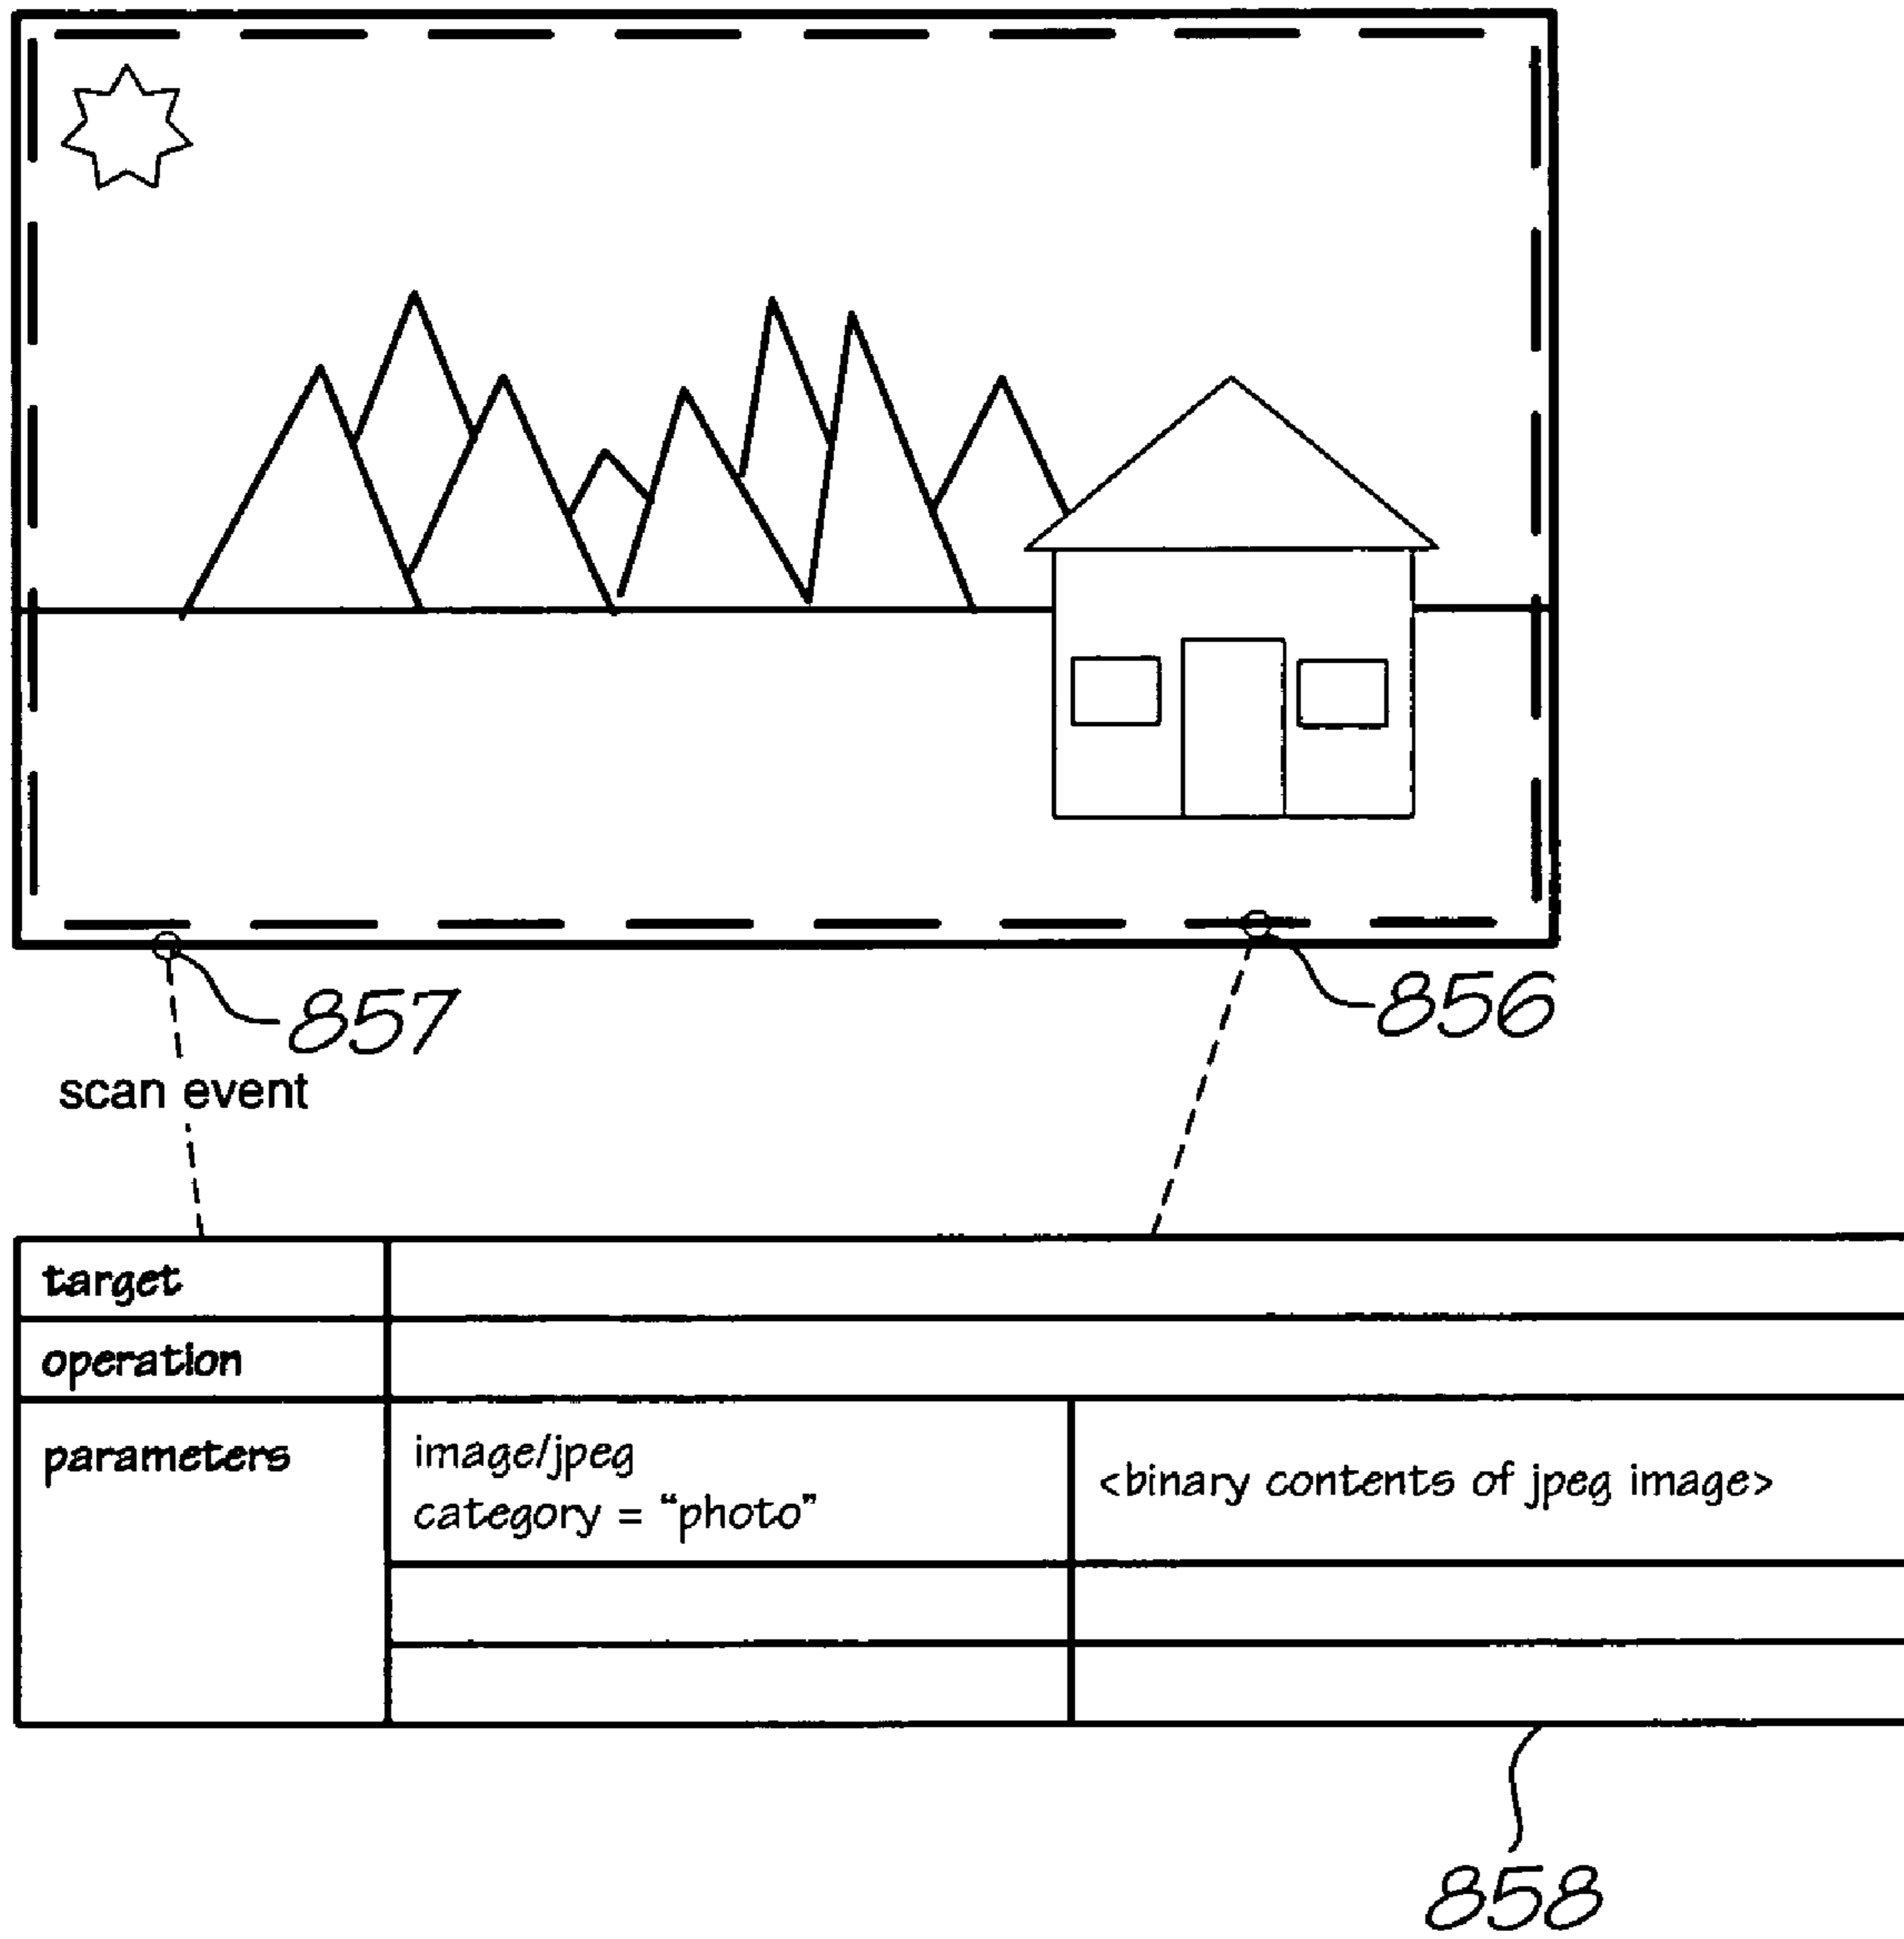 857
856
scan event
target
operation
parameters
image/jpeg
category = “photo”
<binary contents of jpeg image>
858